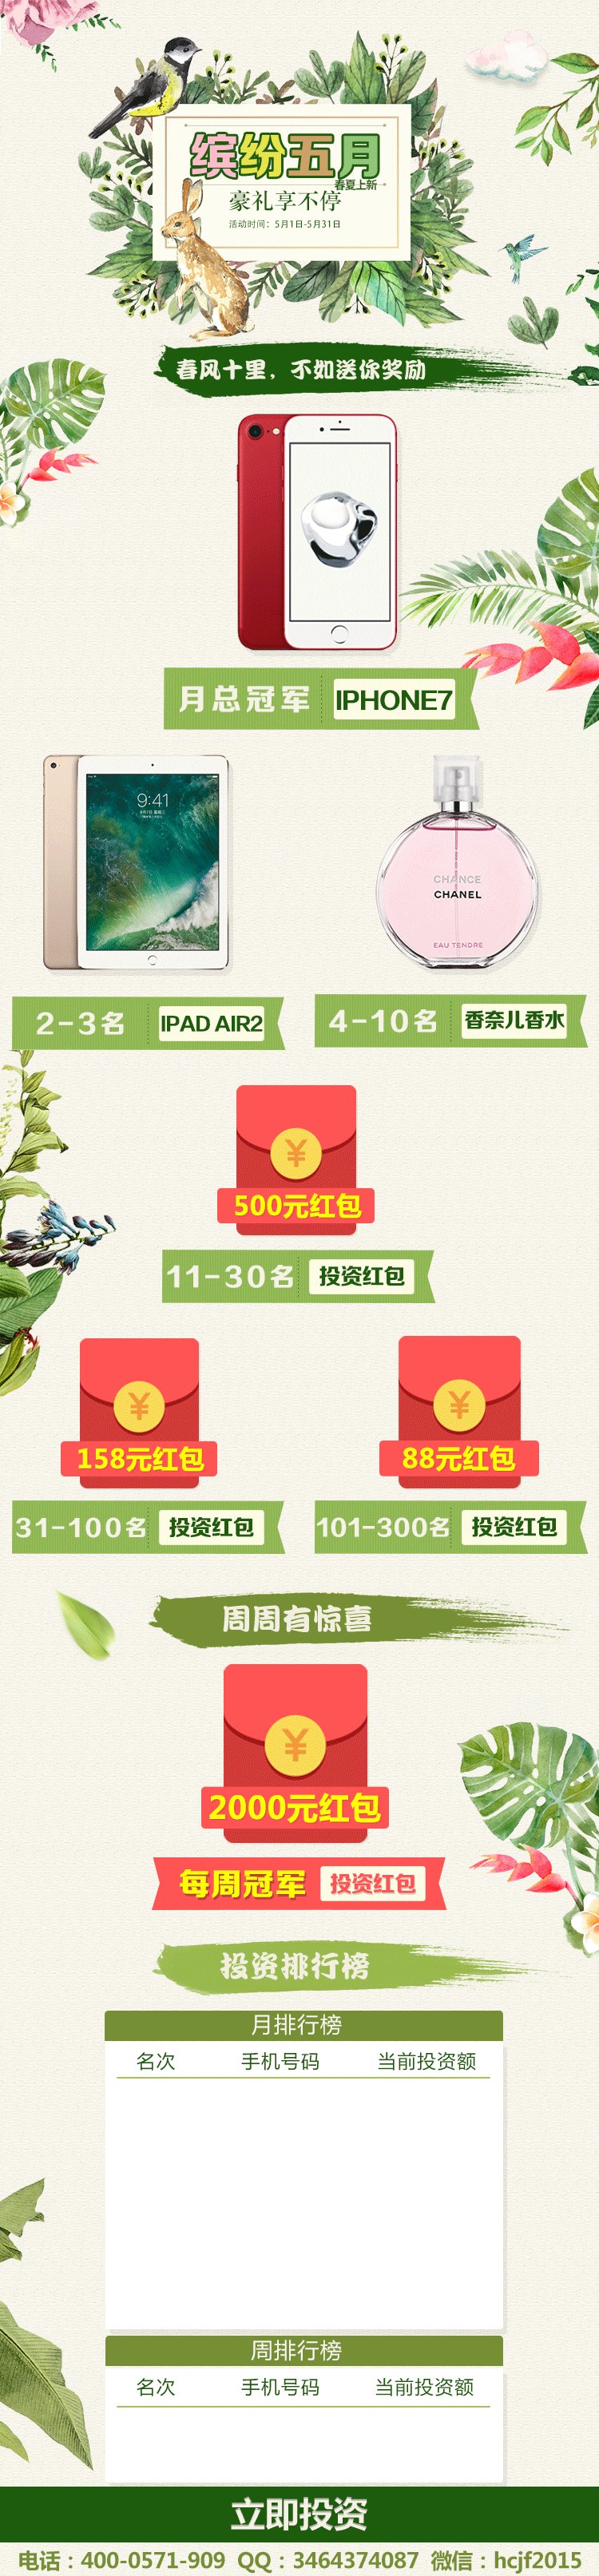 缤纷五月
春夏上新
豪礼享不停
活动时间：5月1日-5月31日
春风十里，不如送你奖励
月总冠军 IPHONE7
9:41
CHANCE
CHANEL
EAU TENDRE
2-3名 IPAD AIR2
4-10名 香奈儿香水
¥
500元红包
11-30名 投资红包
¥
158元红包
¥
88元红包
31-100名 投资红包
101-300名 投资红包
周周有惊喜
¥
2000元红包
每周冠军 投资红包
投资排行榜
月排行榜
名次 手机号码 当前投资额
周排行榜
名次 手机号码 当前投资额
立即投资
电话：400-0571-909 QQ：3464374087 微信：hcjf2015